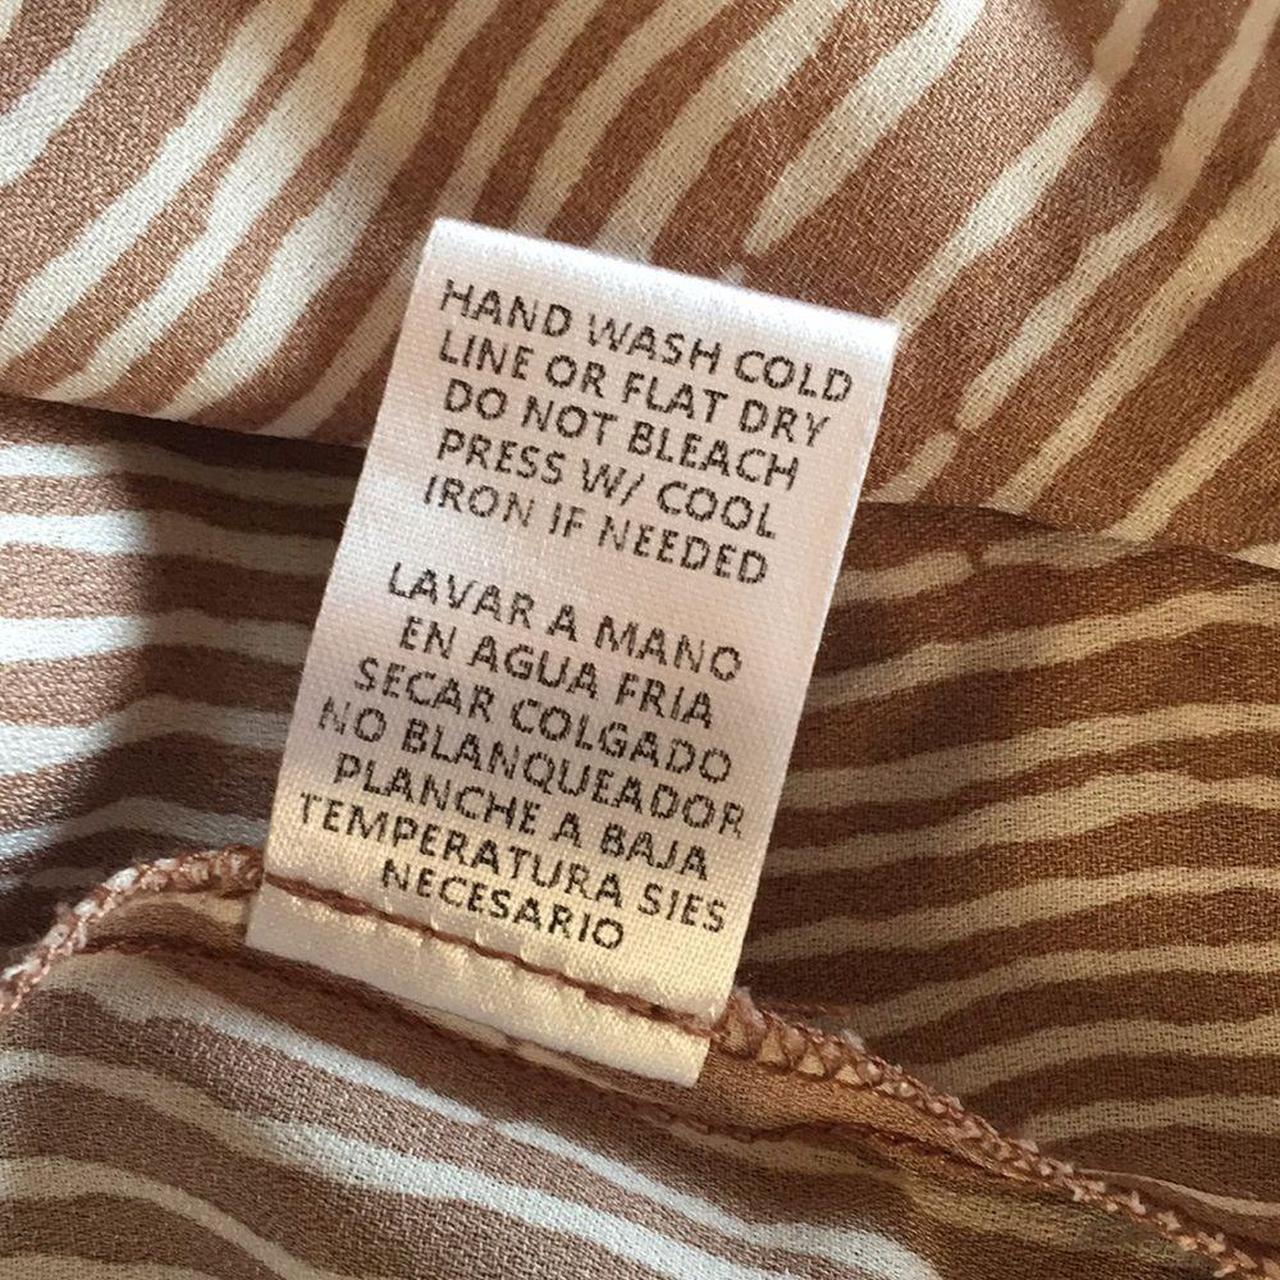 HAND WASH COLD
LINE OR FLAT DRY
DO NOT BLEACH
PRESS W/ COOL
IRON IF NEEDED
LAVAR A MANO
EN AGUA FRIA
SECAR COLGADO
NO BLANQUEADOR
PLANCHE A BAJA
TEMPERATURA SIES
NECESARIO